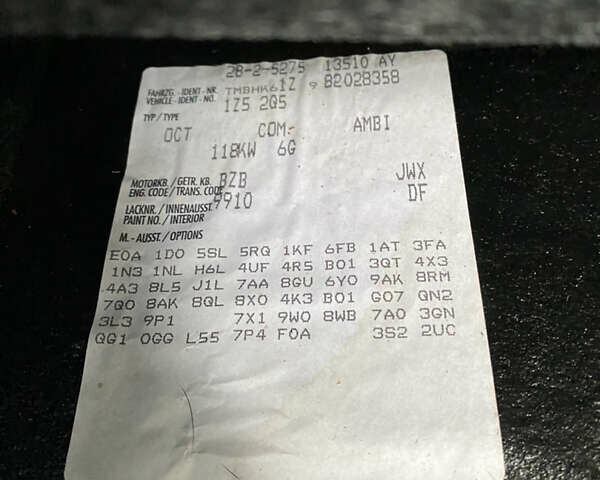 28-2-5275 13510 AY
FAHRZG. - IDENT - NR. TMBHK61Z 9 82028358
VEHICLE - IDENT - NO. 1Z5 2Q5
TYP / TYPE
OCT COM. AMBI
118KW 6G
MOTORKB. / GETR. KB. BZB JWX
ENG. CODE / TRANS. CODE DF
LACKNR. / INNENAUSST. 9910
PAINT NO. / INTERIOR
M. - AUSST. / OPTIONS
E0A 1D0 5SL 5RQ 1KF 6FB 1AT 3FA
1N3 1NL H6L 4UF 4R5 B01 3QT 4X3
4A3 8L5 J1L 7AA 8GU 6Y0 9AK 8RM
7Q0 8AK 8QL 8X0 4K3 B01 G07 QN2
3L3 9P1 7X1 9W0 8WB 7A0 3GN
QG1 0GG L55 7P4 F0A 3S2 2UC